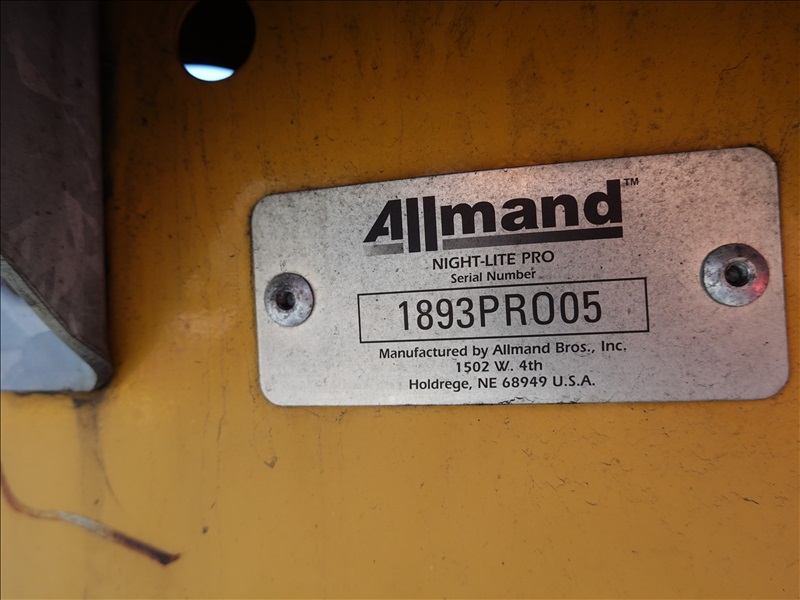 Allmand™
NIGHT-LITE PRO
Serial Number
1893PRO05
Manufactured by Allmand Bros., Inc.
1502 W. 4th
Holdrege, NE 68949 U.S.A.